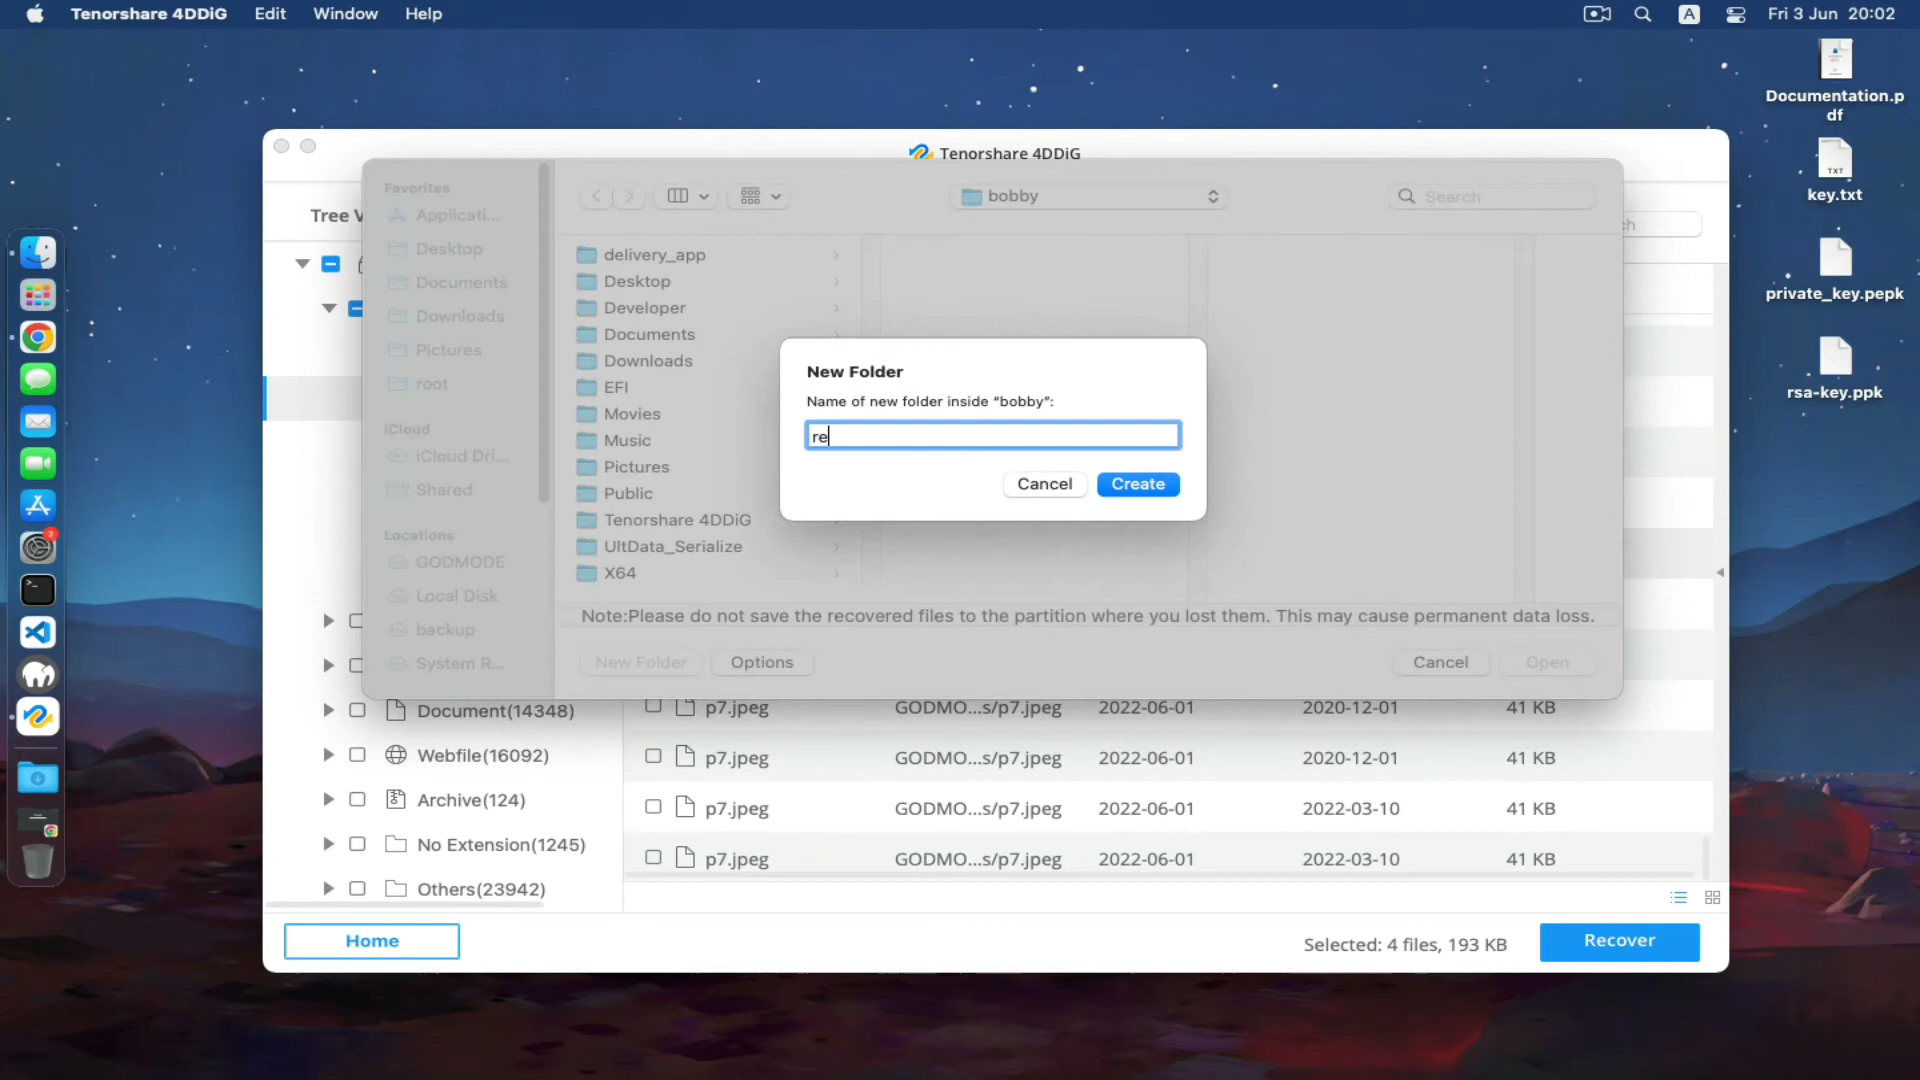 Tenorshare 4DDiG Edit Window Help A Fri 3 Jun 20:02
Documentation.p
df
TXT
key.txt
private_key.pepk
rsa-key.ppk
2
Tenorshare 4DDiG
Tree V
ch
Favorites
Applicati...
Desktop
Documents
Downloads
Pictures
root
iCloud
iCloud Dri...
Shared
Locations
GODMODE
Local Disk
backup
System R...
bobby
Search
delivery_app
Desktop
Developer
Documents
Downloads
EFI
Movies
Music
Pictures
Public
Tenorshare 4DDiG
UltData_Serialize
X64
New Folder
Name of new folder inside “bobby”:
re
Cancel Create
Note:Please do not save the recovered files to the partition where you lost them. This may cause permanent data loss.
New Folder Options Cancel Open
Document(14348)
Webfile(16092)
Archive(124)
No Extension(1245)
Others(23942)
p7.jpeg GODMO...s/p7.jpeg 2022-06-01 2020-12-01 41 KB
p7.jpeg GODMO...s/p7.jpeg 2022-06-01 2020-12-01 41 KB
p7.jpeg GODMO...s/p7.jpeg 2022-06-01 2022-03-10 41 KB
p7.jpeg GODMO...s/p7.jpeg 2022-06-01 2022-03-10 41 KB
Home
Selected: 4 files, 193 KB
Recover